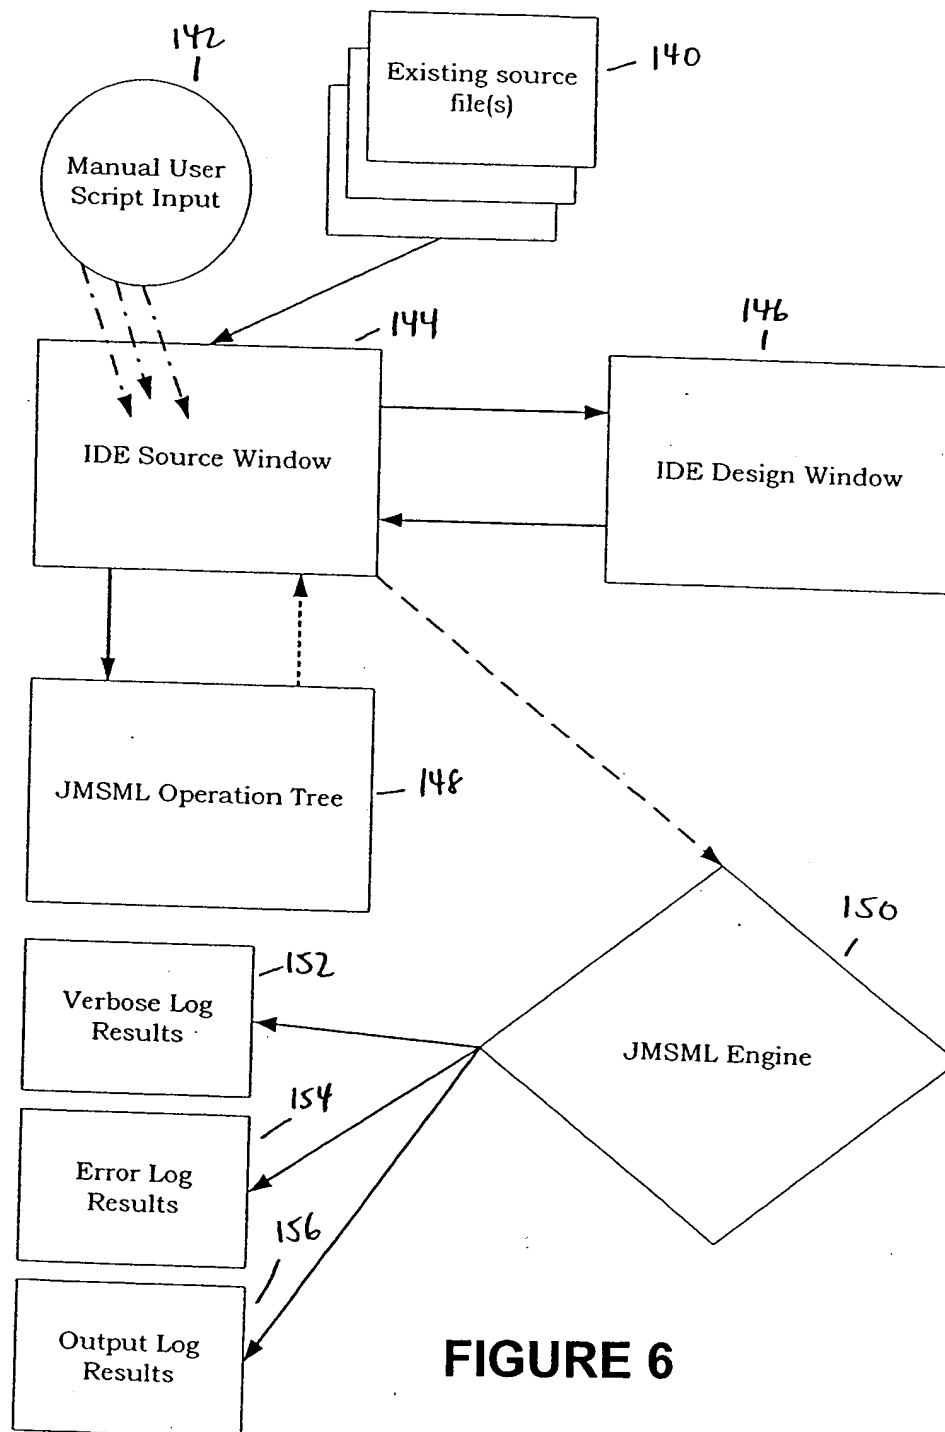 142
140
Existing source
file(s)
Manual User
Script Input
144
146
IDE Source Window
IDE Design Window
JMSML Operation Tree
148
150
152
Verbose Log
Results
JMSML Engine
154
Error Log
Results
156
Output Log
Results
FIGURE 6